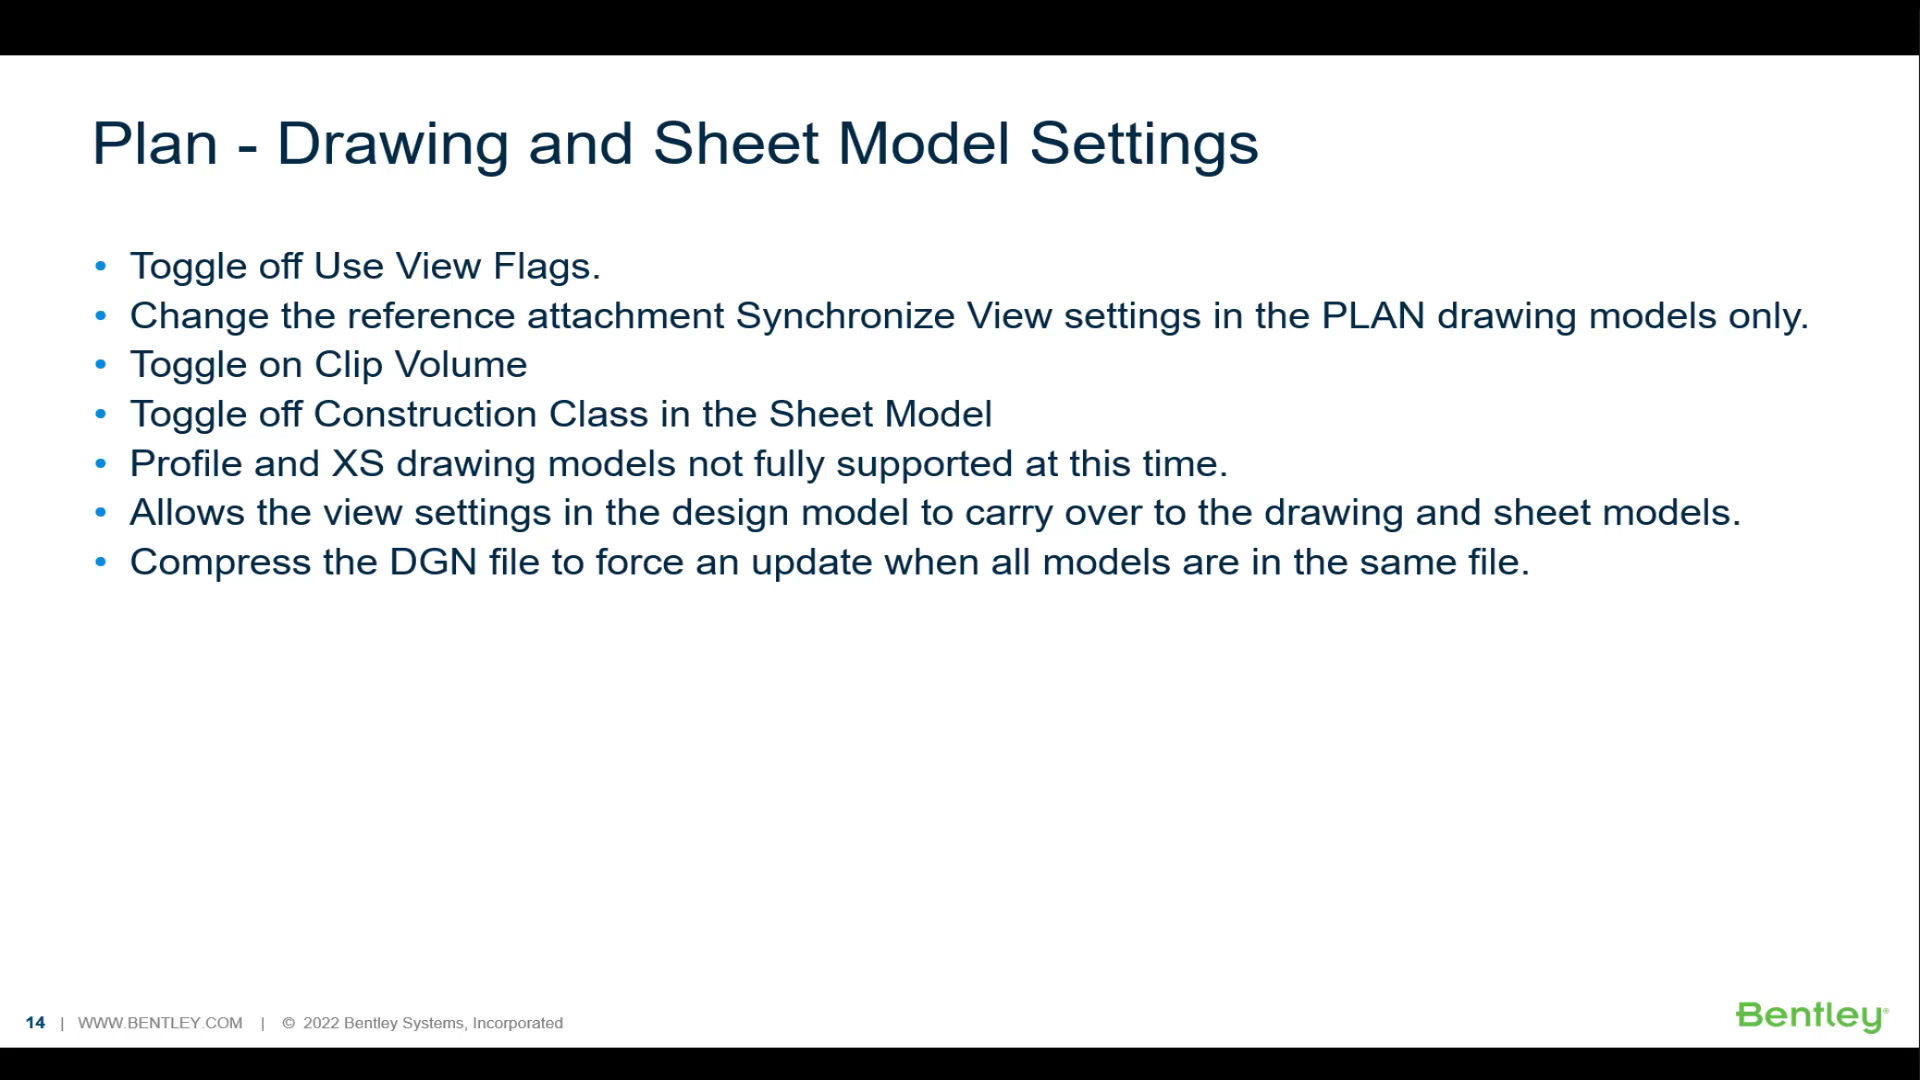 Plan - Drawing and Sheet Model Settings
• Toggle off Use View Flags.
• Change the reference attachment Synchronize View settings in the PLAN drawing models only.
• Toggle on Clip Volume
• Toggle off Construction Class in the Sheet Model
• Profile and XS drawing models not fully supported at this time.
• Allows the view settings in the design model to carry over to the drawing and sheet models.
• Compress the DGN file to force an update when all models are in the same file.
14 | WWW.BENTLEY.COM | © 2022 Bentley Systems, Incorporated
Bentley®